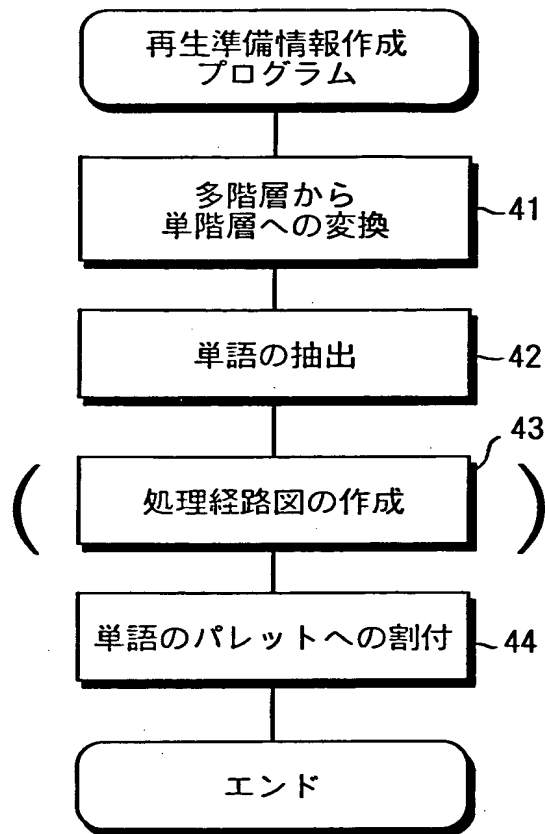 再生準備情報作成
プログラム
多階層から
単階層への変換
41
単語の抽出
42
43
( 処理経路図の作成 )
単語のパレットへの割付
44
エンド